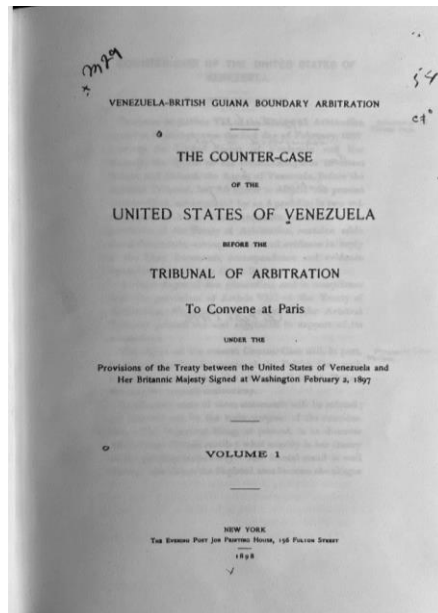 VENEZUELA-BRITISH GUIANA BOUNDARY ARBITRATION
THE COUNTER-CASE
OF THE
UNITED STATES OF VENEZUELA
BEFORE THE
TRIBUNAL OF ARBITRATION
To Convene at Paris
UNDER THE
Provisions of the Treaty between the United States of Venezuela and
Her Britannic Majesty Signed at Washington February 2, 1897
VOLUME 1
NEW YORK
THE EVENING POST JOB PRINTING HOUSE, 156 FULTON STREET
1898